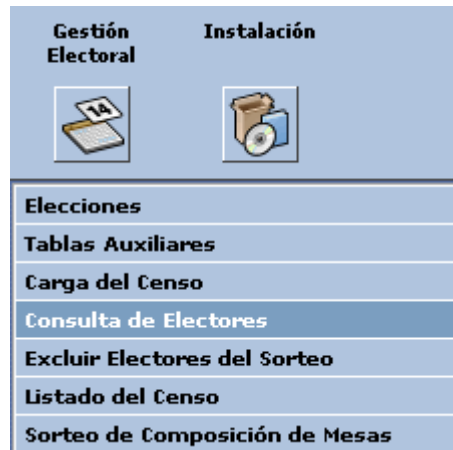 Gestión Electoral
Instalación
14
Elecciones
Tablas Auxiliares
Carga del Censo
Consulta de Electores
Excluir Electores del Sorteo
Listado del Censo
Sorteo de Composición de Mesas